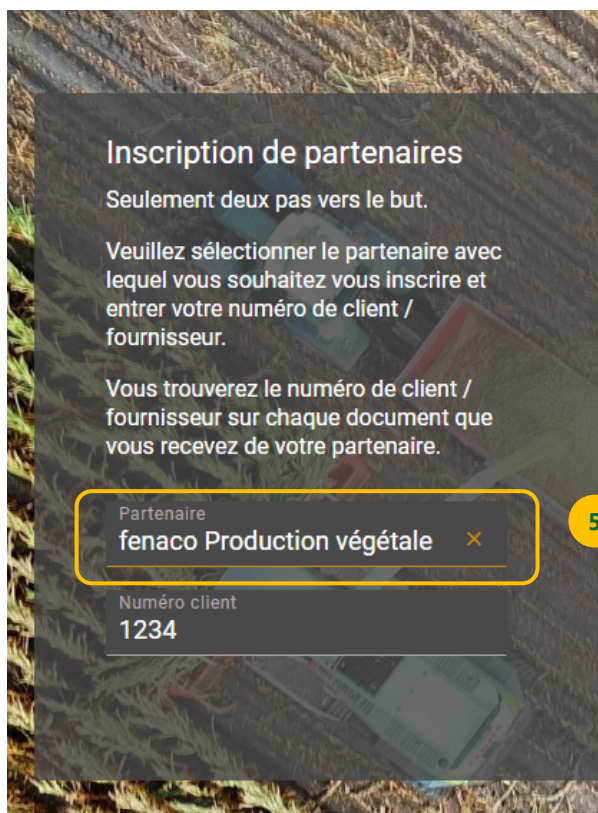 Inscription de partenaires
Seulement deux pas vers le but.
Veuillez sélectionner le partenaire avec
lequel vous souhaitez vous inscrire et
entrer votre numéro de client /
fournisseur.
Vous trouverez le numéro de client /
fournisseur sur chaque document que
vous recevez de votre partenaire.
Partenaire
fenaco Production végétale ×
5
Numéro client
1234